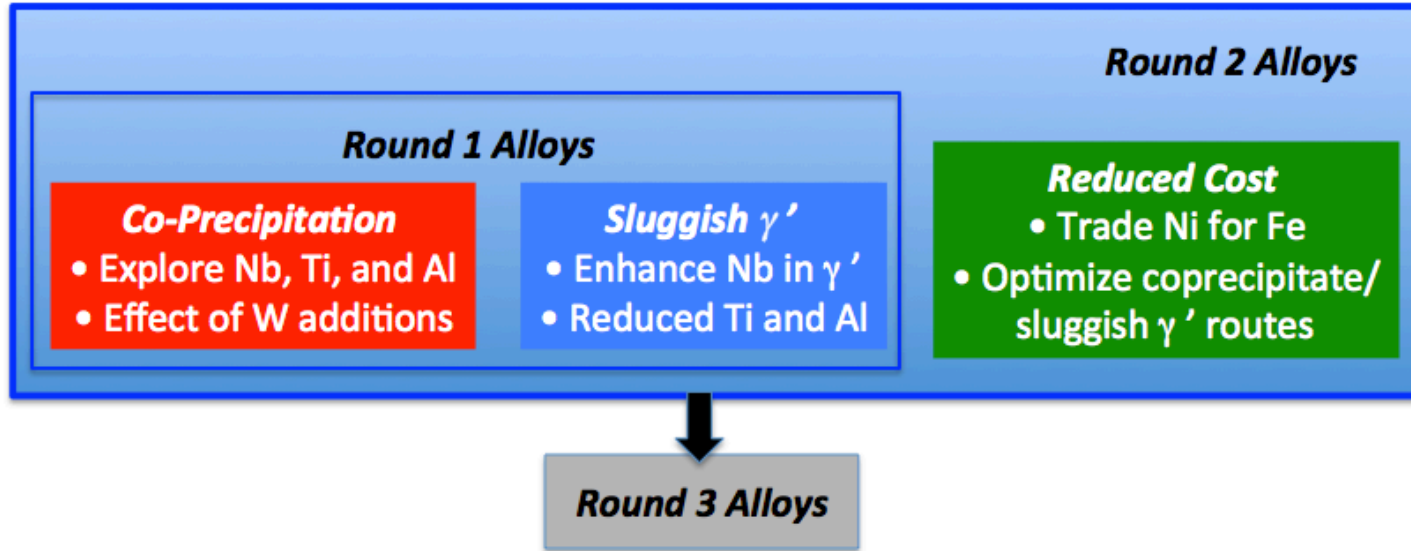 Round 2 Alloys
Round 1 Alloys
Co-Precipitation
• Explore Nb, Ti, and Al
• Effect of W additions
Sluggish γ’
• Enhance Nb in γ’
• Reduced Ti and Al
Reduced Cost
• Trade Ni for Fe
• Optimize coprecipitate/
sluggish γ’ routes
Round 3 Alloys